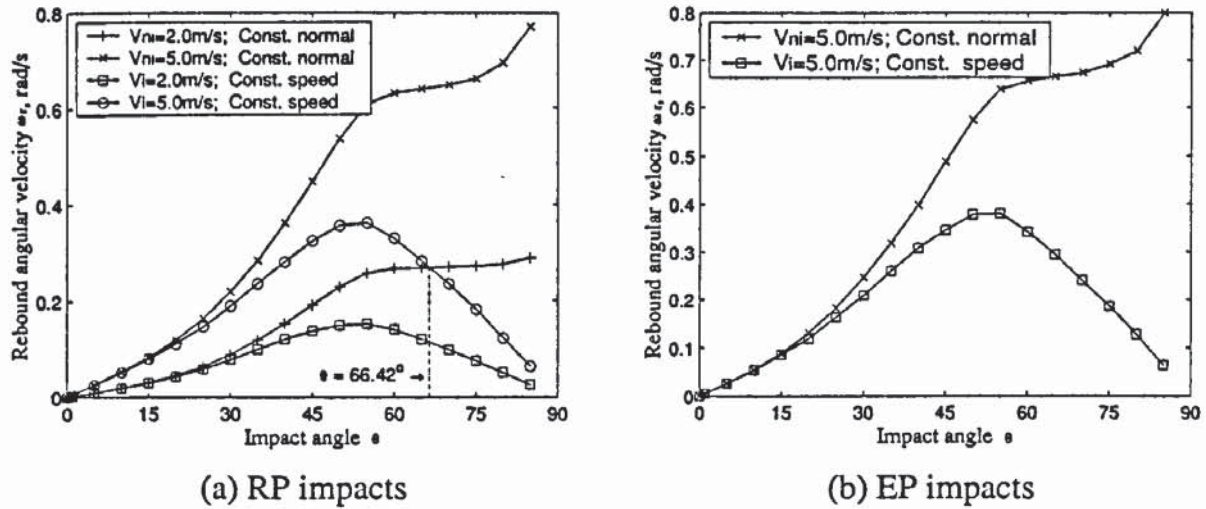 0.8
0.6
0.4
0.2
0
0
15
30
45
60
75
90
Rebound angular velocity ωr, rad/s
Vni=2.0m/s; Const. normal
Vni=5.0m/s; Const. normal
Vi=2.0m/s; Const. speed
Vi=5.0m/s; Const. speed
θ = 66.42° →
Impact angle θ
(a) RP impacts
0.8
0.7
0.6
0.5
0.4
0.3
0.2
0.1
0
0
15
30
45
60
75
90
Rebound angular velocity ωr, rad/s
Vni=5.0m/s; Const. normal
Vi=5.0m/s; Const. speed
Impact angle θ
(b) EP impacts